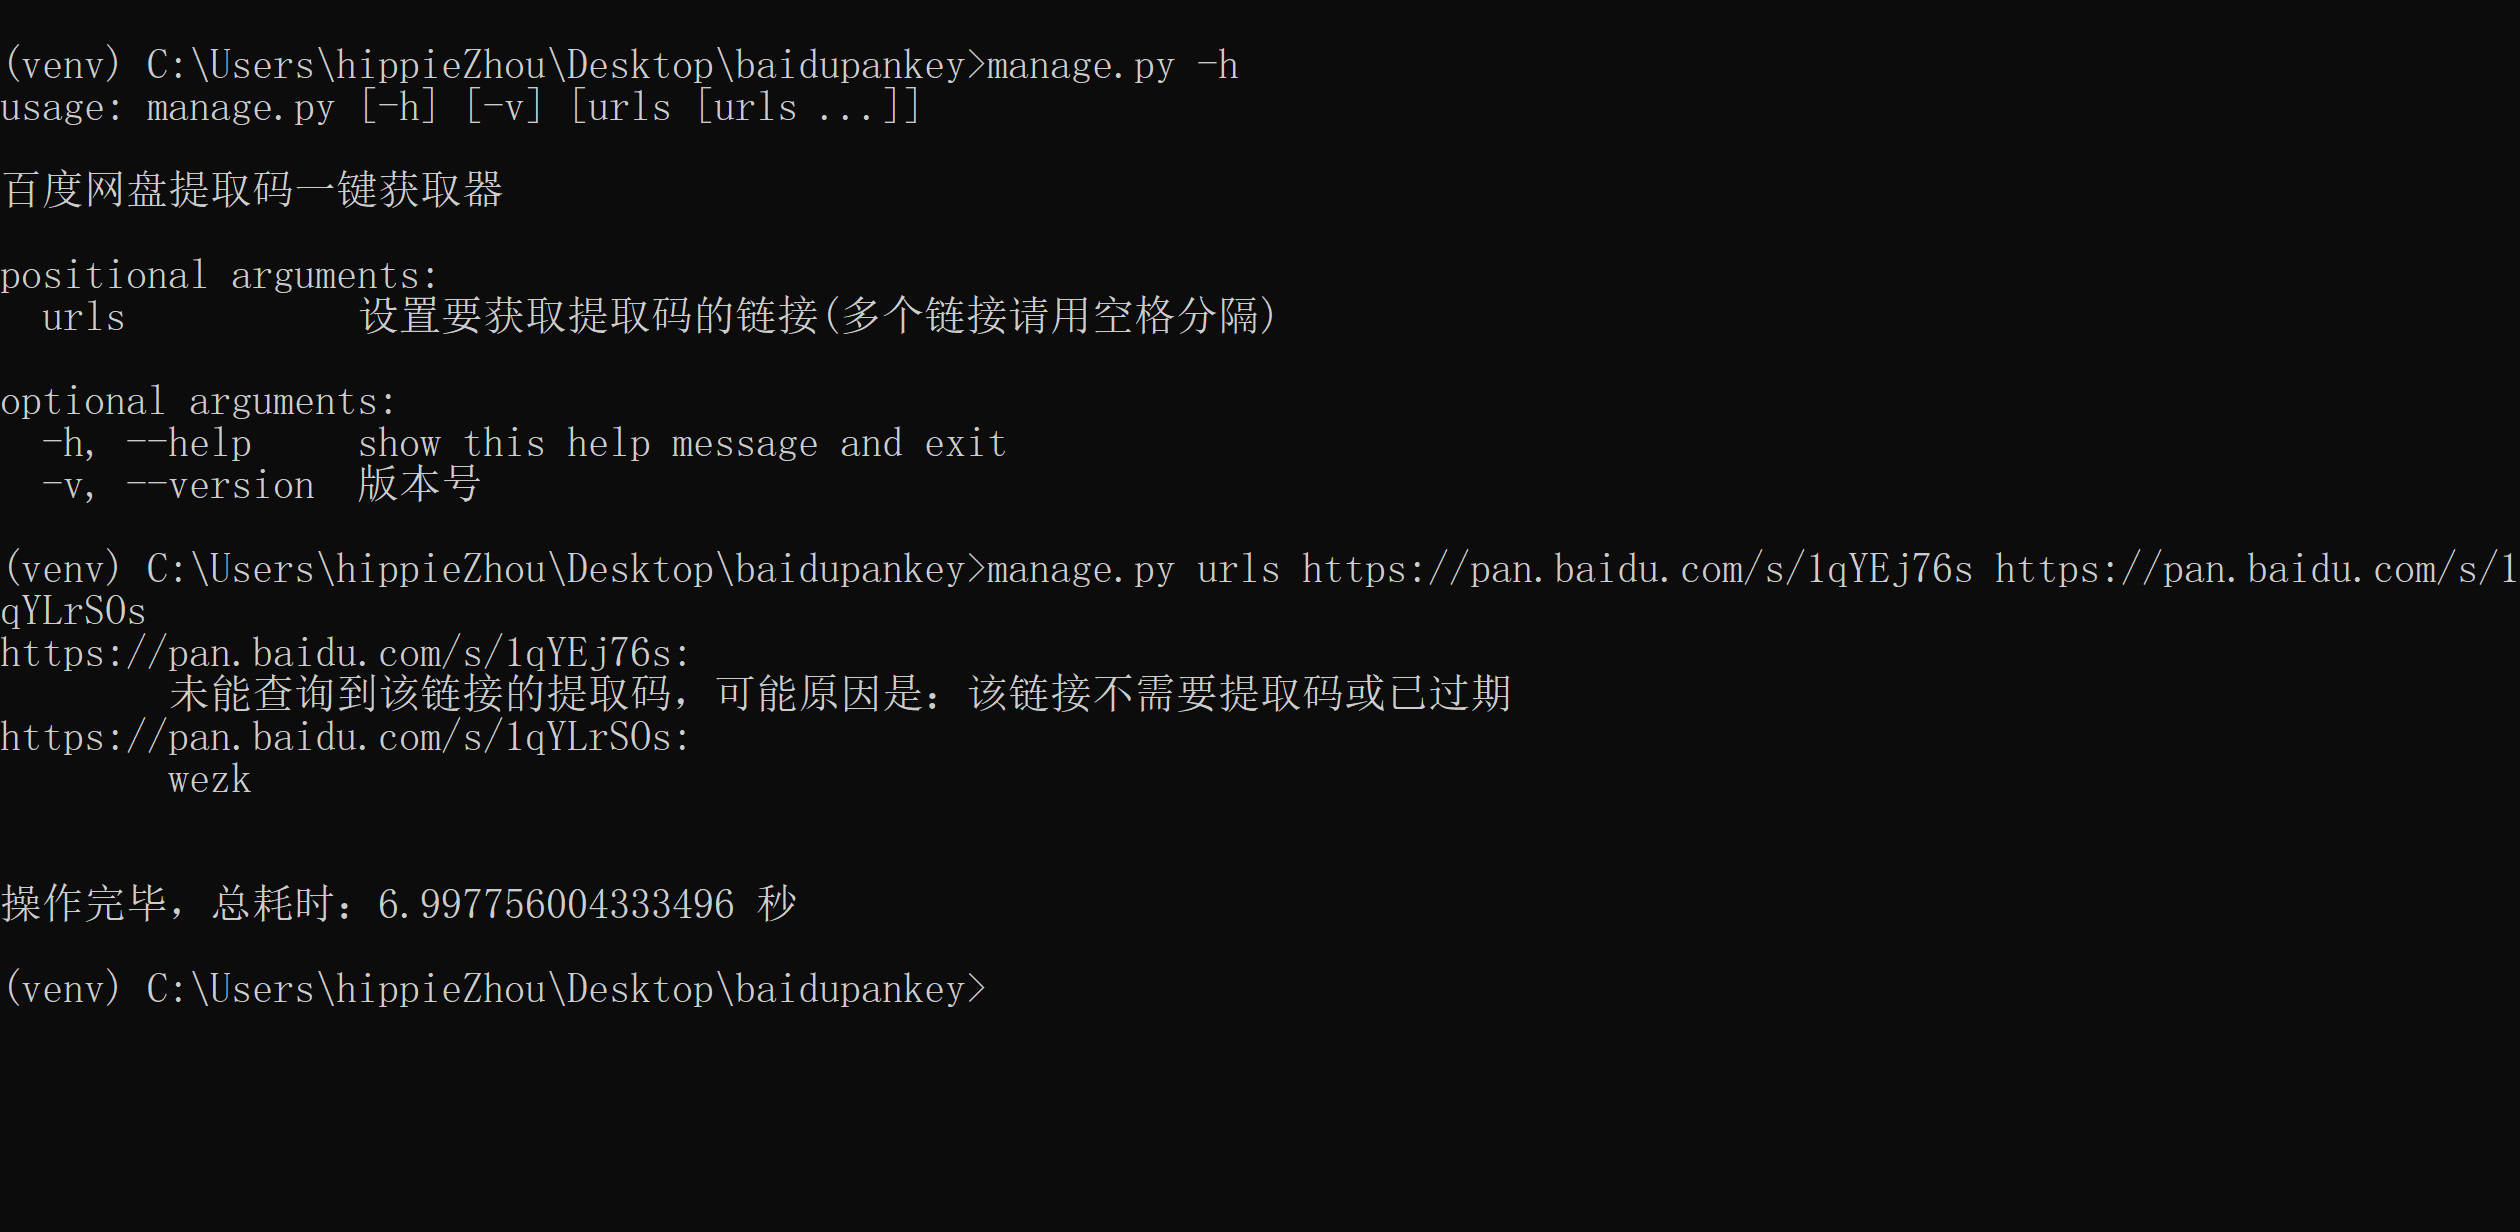 (venv) C:\Users\hippieZhou\Desktop\baidupankey>manage.py -h
usage: manage.py [-h] [-v] [urls [urls ...]]
百度网盘提取码一键获取器
positional arguments:
  urls           设置要获取提取码的链接(多个链接请用空格分隔)
optional arguments:
  -h, --help     show this help message and exit
  -v, --version  版本号
(venv) C:\Users\hippieZhou\Desktop\baidupankey>manage.py urls https://pan.baidu.com/s/1qYEj76s https://pan.baidu.com/s/1
qYLrSOs
https://pan.baidu.com/s/1qYEj76s:
        未能查询到该链接的提取码，可能原因是：该链接不需要提取码或已过期
https://pan.baidu.com/s/1qYLrSOs:
        wezk
操作完毕，总耗时：6.997756004333496 秒
(venv) C:\Users\hippieZhou\Desktop\baidupankey>